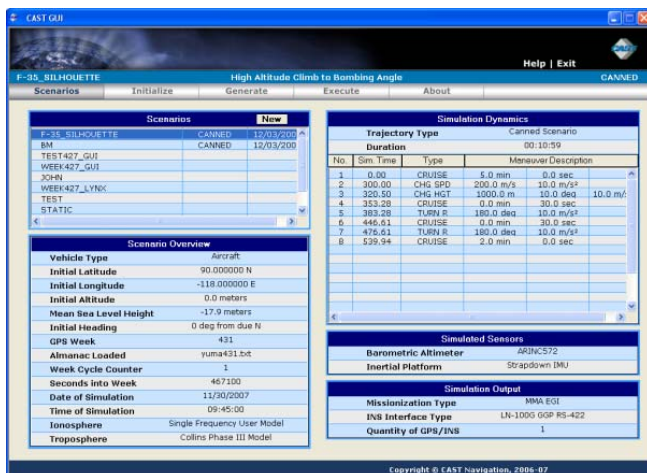 CAST GUI
CAST
Help | Exit
F-35_SILHOUETTE High Altitude Climb to Bombing Angle CANNED
Scenarios Initialize Generate Execute About
Scenarios New
F-35_SILHOUETTE CANNED 12/03/200
BM CANNED 12/03/200
TEST427_GUI
WEEK427_GUI
JOHN
WEEK427_LYNX
TEST
STATIC
Scenario Overview
Vehicle Type Aircraft
Initial Latitude 90.000000 N
Initial Longitude -118.000000 E
Initial Altitude 0.0 meters
Mean Sea Level Height -17.9 meters
Initial Heading 0 deg from due N
GPS Week 431
Almanac Loaded yuma431.txt
Week Cycle Counter 1
Seconds into Week 467100
Date of Simulation 11/30/2007
Time of Simulation 09:45:00
Ionosphere Single Frequency User Model
Troposphere Collins Phase III Model
Simulation Dynamics
Trajectory Type Canned Scenario
Duration 00:10:59
No. Sim. Time Type Maneuver Description
1 0.00 CRUISE 5.0 min 0.0 sec
2 300.00 CHG SPD 200.0 m/s 10.0 m/s²
3 320.50 CHG HGT 1000.0 m 10.0 deg 10.0 m/
4 353.28 CRUISE 0.0 min 30.0 sec
5 383.28 TURN R 180.0 deg 10.0 m/s²
6 446.61 CRUISE 0.0 min 30.0 sec
7 476.61 TURN R 180.0 deg 10.0 m/s²
8 539.94 CRUISE 2.0 min 0.0 sec
Simulated Sensors
Barometric Altimeter ARINC572
Inertial Platform Strapdown IMU
Simulation Output
Missionization Type MMA EGI
INS Interface Type LN-100G GGP RS-422
Quantity of GPS/INS 1
Copyright © CAST Navigation, 2006-07